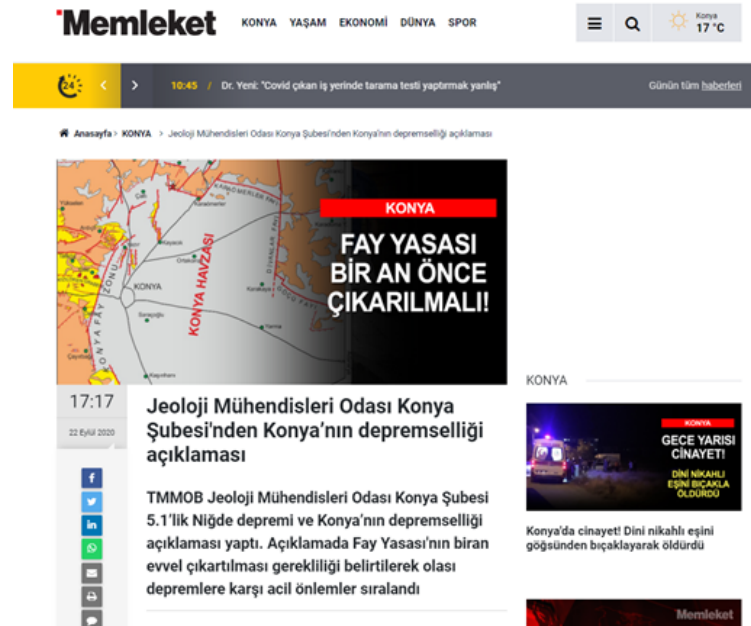 Memleket
KONYA YAŞAM EKONOMİ DÜNYA SPOR
Konya
17 °C
24
10:45 / Dr. Yeni: "Covid çıkan iş yerinde tarama testi yaptırmak yanlış"
Günün tüm haberleri
Anasayfa > KONYA > Jeoloji Mühendisleri Odası Konya Şubesi'nden Konya'nın depremselliği açıklaması
KONYA HAVZASI
KONYA FAY ZONU
KONYA
KONYA
FAY YASASI
BİR AN ÖNCE
ÇIKARILMALI!
17:17
22 Eylül 2020
Jeoloji Mühendisleri Odası Konya
Şubesi'nden Konya'nın depremselliği
açıklaması
TMMOB Jeoloji Mühendisleri Odası Konya Şubesi
5.1'lik Niğde depremi ve Konya'nın depremselliği
açıklaması yaptı. Açıklamada Fay Yasası'nın biran
evvel çıkartılması gerekliliği belirtilerek olası
depremlere karşı acil önlemler sıralandı
KONYA
KONYA
GECE YARISI
CİNAYET!
DİNİ NİKAHLI
EŞİNİ BIÇAKLA
ÖLDÜRDÜ
Konya'da cinayet! Dini nikahlı eşini
göğsünden bıçaklayarak öldürdü
Memleket